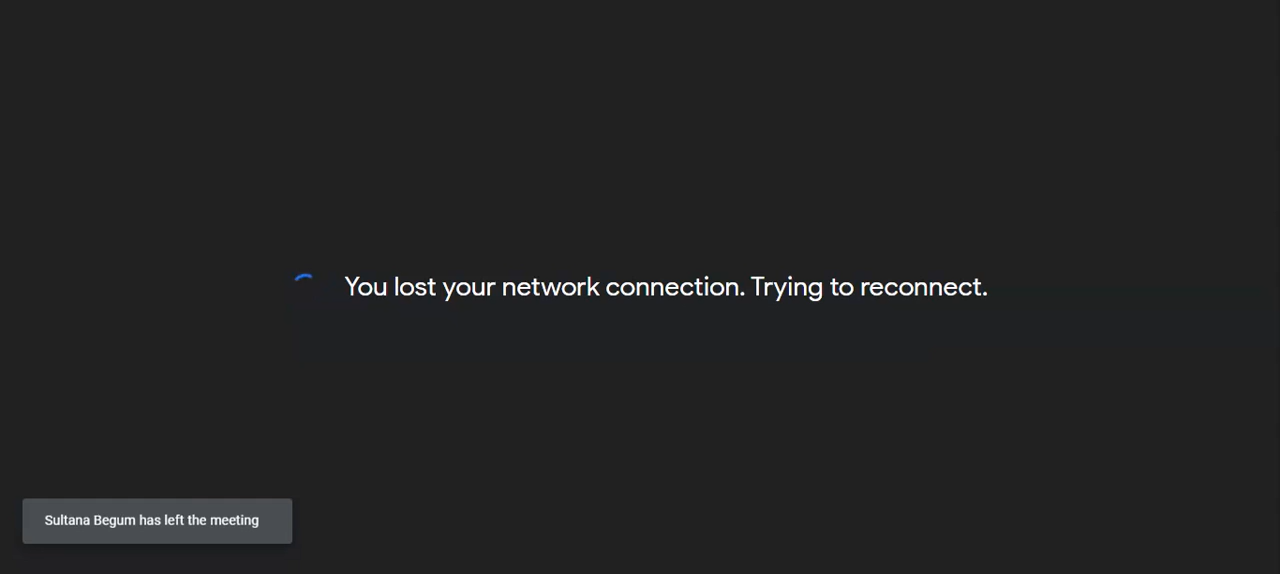 You lost your network connection. Trying to reconnect.
Sultana Begum has left the meeting